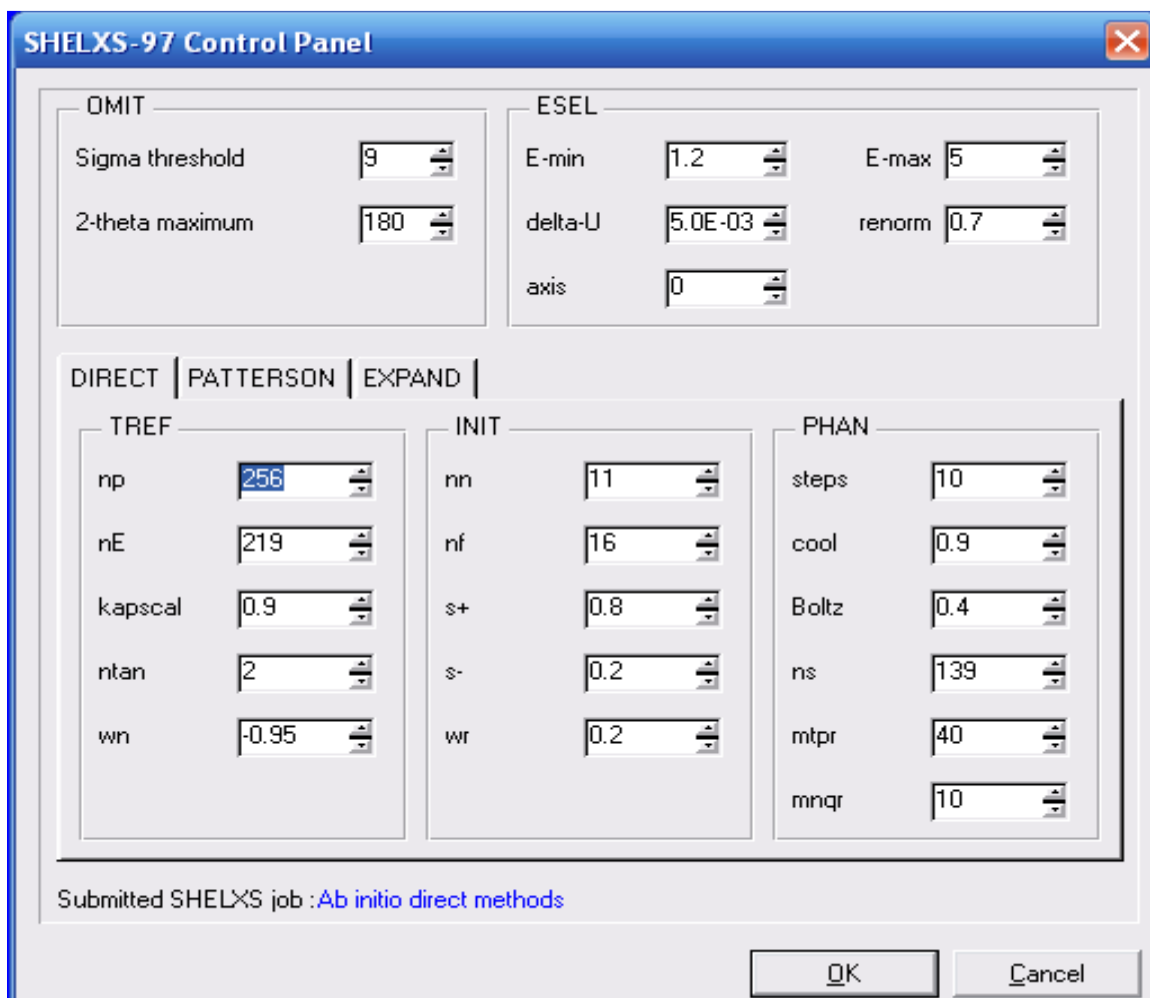 SHELXS-97 Control Panel
OMIT
Sigma threshold 9
2-theta maximum 180
ESEL
E-min 1.2 E-max 5
delta-U 5.0E-03 renorm 0.7
axis 0
DIRECT PATTERSON EXPAND
TREF
np 256
nE 219
kapscal 0.9
ntan 2
wn -0.95
INIT
nn 11
nf 16
s+ 0.8
s- 0.2
wr 0.2
PHAN
steps 10
cool 0.9
Boltz 0.4
ns 139
mtpr 40
mnqr 10
Submitted SHELXS job :Ab initio direct methods
OK Cancel